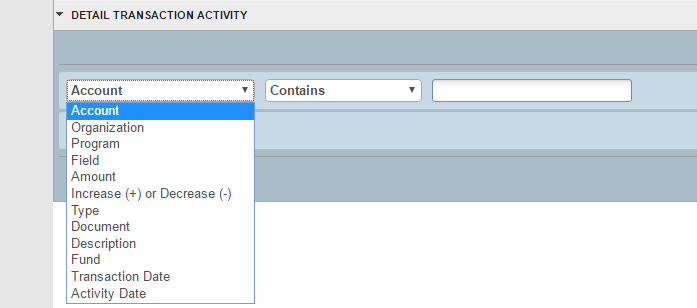 DETAIL TRANSACTION ACTIVITY
Account Contains
Account
Organization
Program
Field
Amount
Increase (+) or Decrease (-)
Type
Document
Description
Fund
Transaction Date
Activity Date